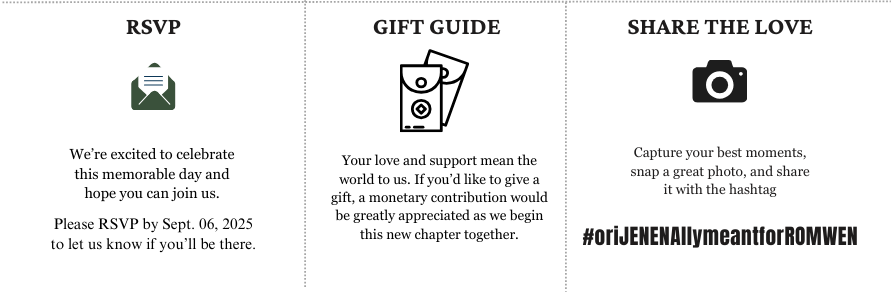 RSVP
We're excited to celebrate
this memorable day and
hope you can join us.
Please RSVP by Sept. 06, 2025
to let us know if you'll be there.
GIFT GUIDE
Your love and support mean the
world to us. If you'd like to give a
gift, a monetary contribution would
be greatly appreciated as we begin
this new chapter together.
SHARE THE LOVE
Capture your best moments,
snap a great photo, and share
it with the hashtag
#oriJENENAllymeantforROMWEN